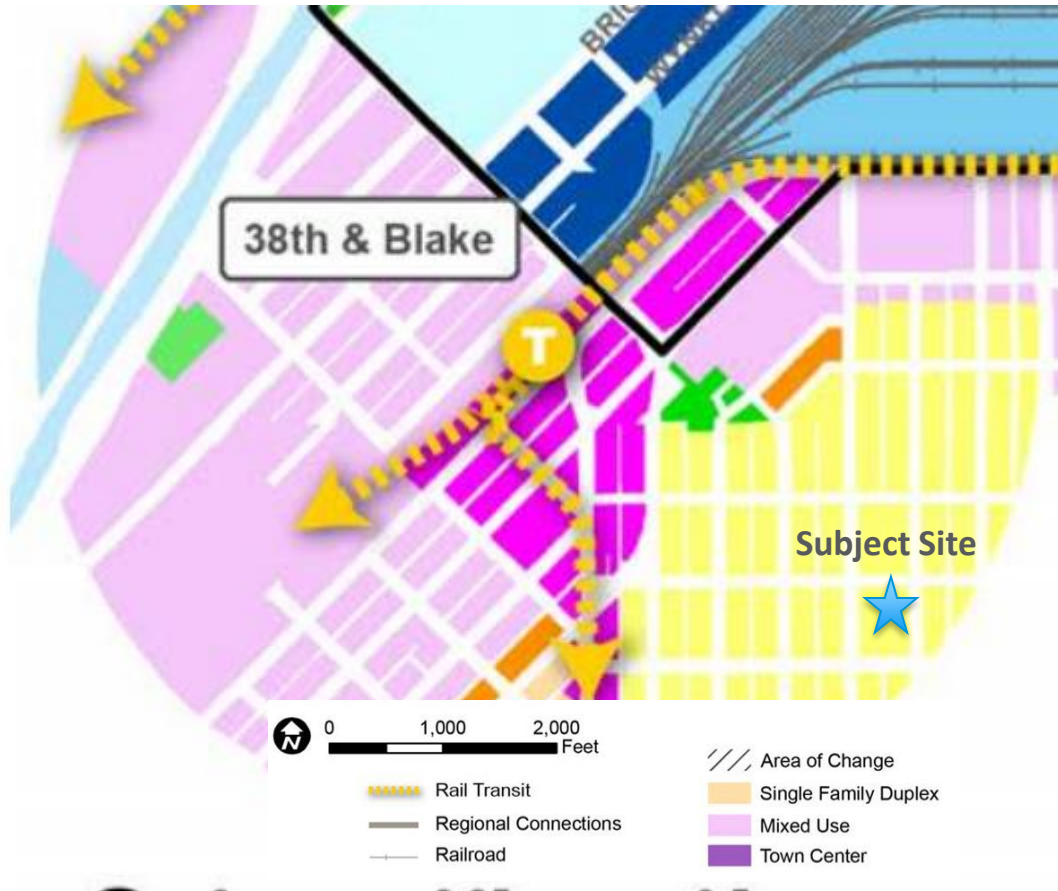 38th & Blake
T
Subject Site
N
0 1,000 2,000
Feet
Rail Transit
Regional Connections
Railroad
Area of Change
Single Family Duplex
Mixed Use
Town Center